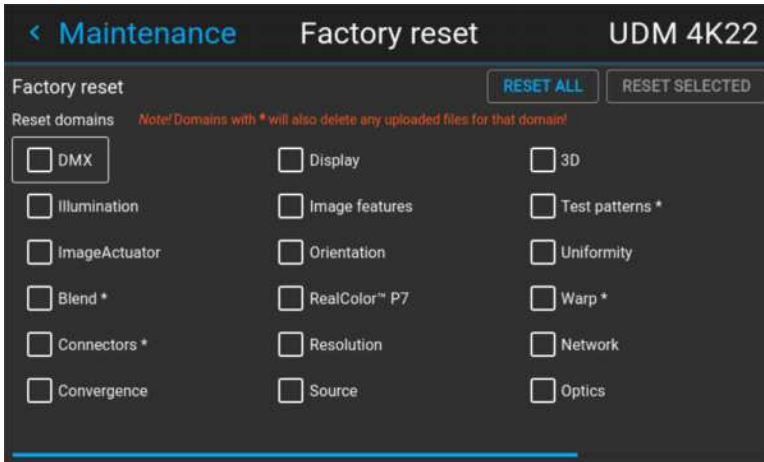 ‹ Maintenance Factory reset UDM 4K22
Factory reset RESET ALL RESET SELECTED
Reset domains Note! Domains with * will also delete any uploaded files for that domain!
DMX Display 3D
Illumination Image features Test patterns *
ImageActuator Orientation Uniformity
Blend * RealColor™ P7 Warp *
Connectors * Resolution Network
Convergence Source Optics